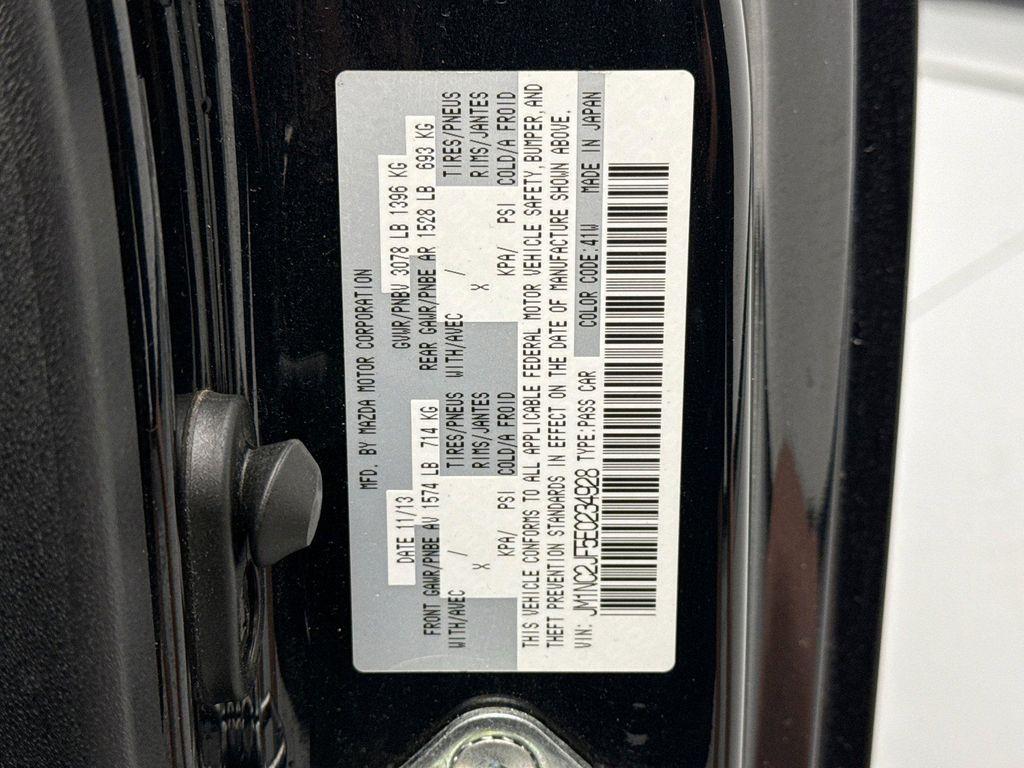 MFD. BY MAZDA MOTOR CORPORATION
DATE 11/13 GVWR/PNBV 3078 LB 1396 KG
FRONT GAWR/PNBE AV 1574 LB 714 KG REAR GAWR/PNBE AR 1528 LB 693 KG
WITH/AVEC / TIRES/PNEUS WITH/AVEC / TIRES/PNEUS
X RIMS/JANTES X RIMS/JANTES
KPA/ PSI COLD/A FROID KPA/ PSI COLD/A FROID
THIS VEHICLE CONFORMS TO ALL APPLICABLE FEDERAL MOTOR VEHICLE SAFETY, BUMPER, AND
THEFT PREVENTION STANDARDS IN EFFECT ON THE DATE OF MANUFACTURE SHOWN ABOVE.
VIN: JM1NC2JF5E0234928 TYPE:PASS CAR COLOR CODE:41W MADE IN JAPAN